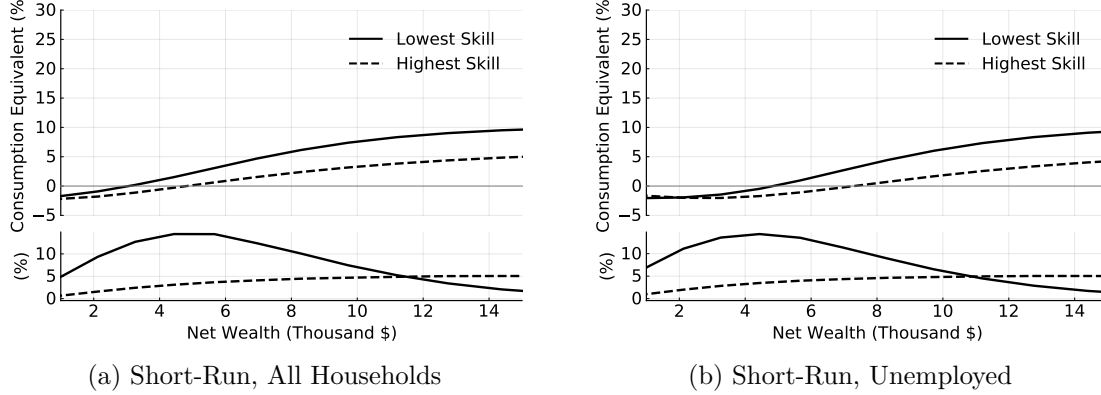 Consumption Equivalent (%
30
25
20
15
10
5
0
−5
Lowest Skill
Highest Skill
(%)
10
5
0
2 4 6 8 10 12 14
Net Wealth (Thousand $)
(a) Short-Run, All Households
Consumption Equivalent (%
30
25
20
15
10
5
0
−5
Lowest Skill
Highest Skill
(%)
10
5
0
2 4 6 8 10 12 14
Net Wealth (Thousand $)
(b) Short-Run, Unemployed